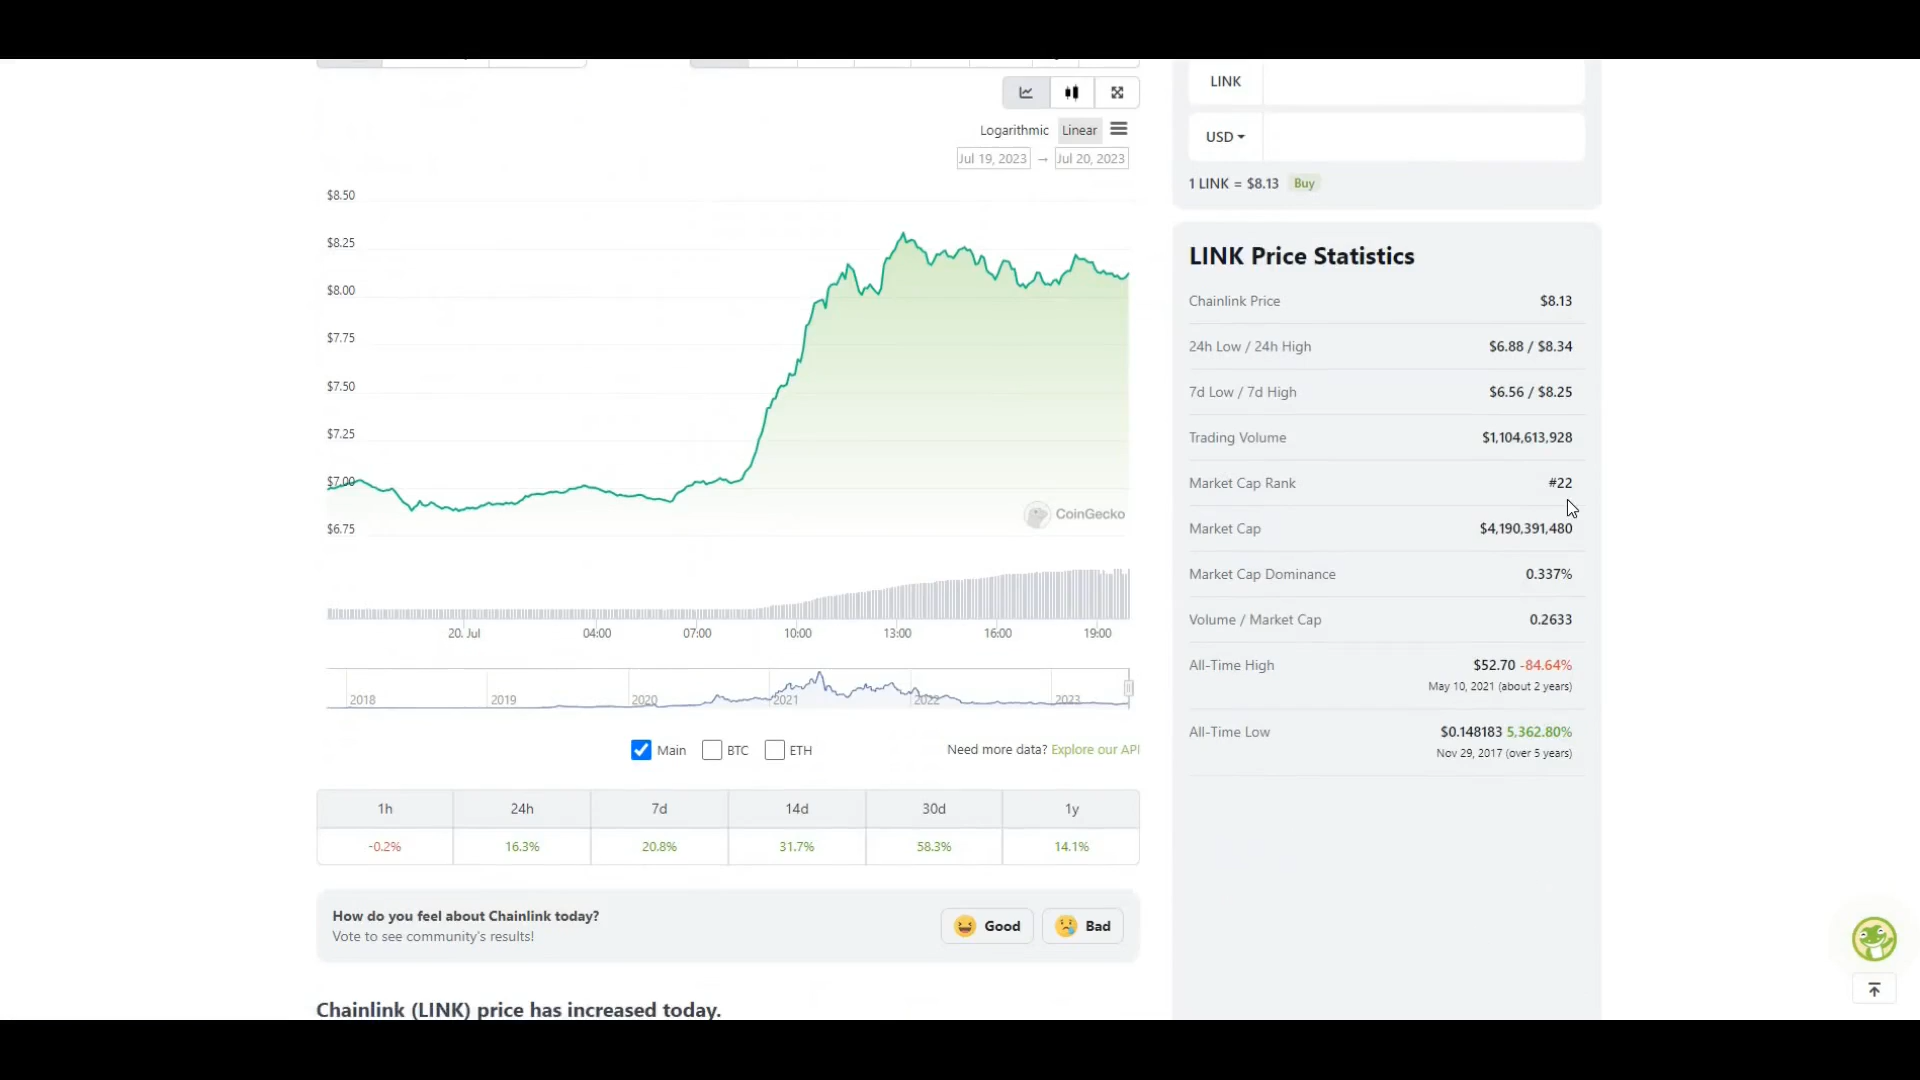 Logarithmic Linear
Jul 19, 2023 → Jul 20, 2023
$8.50
$8.25
$8.00
$7.75
$7.50
$7.25
$7.00
$6.75
CoinGecko
20. Jul 04:00 07:00 10:00 13:00 16:00 19:00
2018 2019 2020 2021 2022 2023
Main BTC ETH
Need more data? Explore our API
1h 24h 7d 14d 30d 1y
-0.2% 16.3% 20.8% 31.7% 58.3% 14.1%
How do you feel about Chainlink today?
Vote to see community's results!
Good Bad
Chainlink (LINK) price has increased today.
LINK
USD
1 LINK = $8.13 Buy
LINK Price Statistics
Chainlink Price $8.13
24h Low / 24h High $6.88 / $8.34
7d Low / 7d High $6.56 / $8.25
Trading Volume $1,104,613,928
Market Cap Rank #22
Market Cap $4,190,391,480
Market Cap Dominance 0.337%
Volume / Market Cap 0.2633
All-Time High $52.70 -84.64%
May 10, 2021 (about 2 years)
All-Time Low $0.148183 5,362.80%
Nov 29, 2017 (over 5 years)